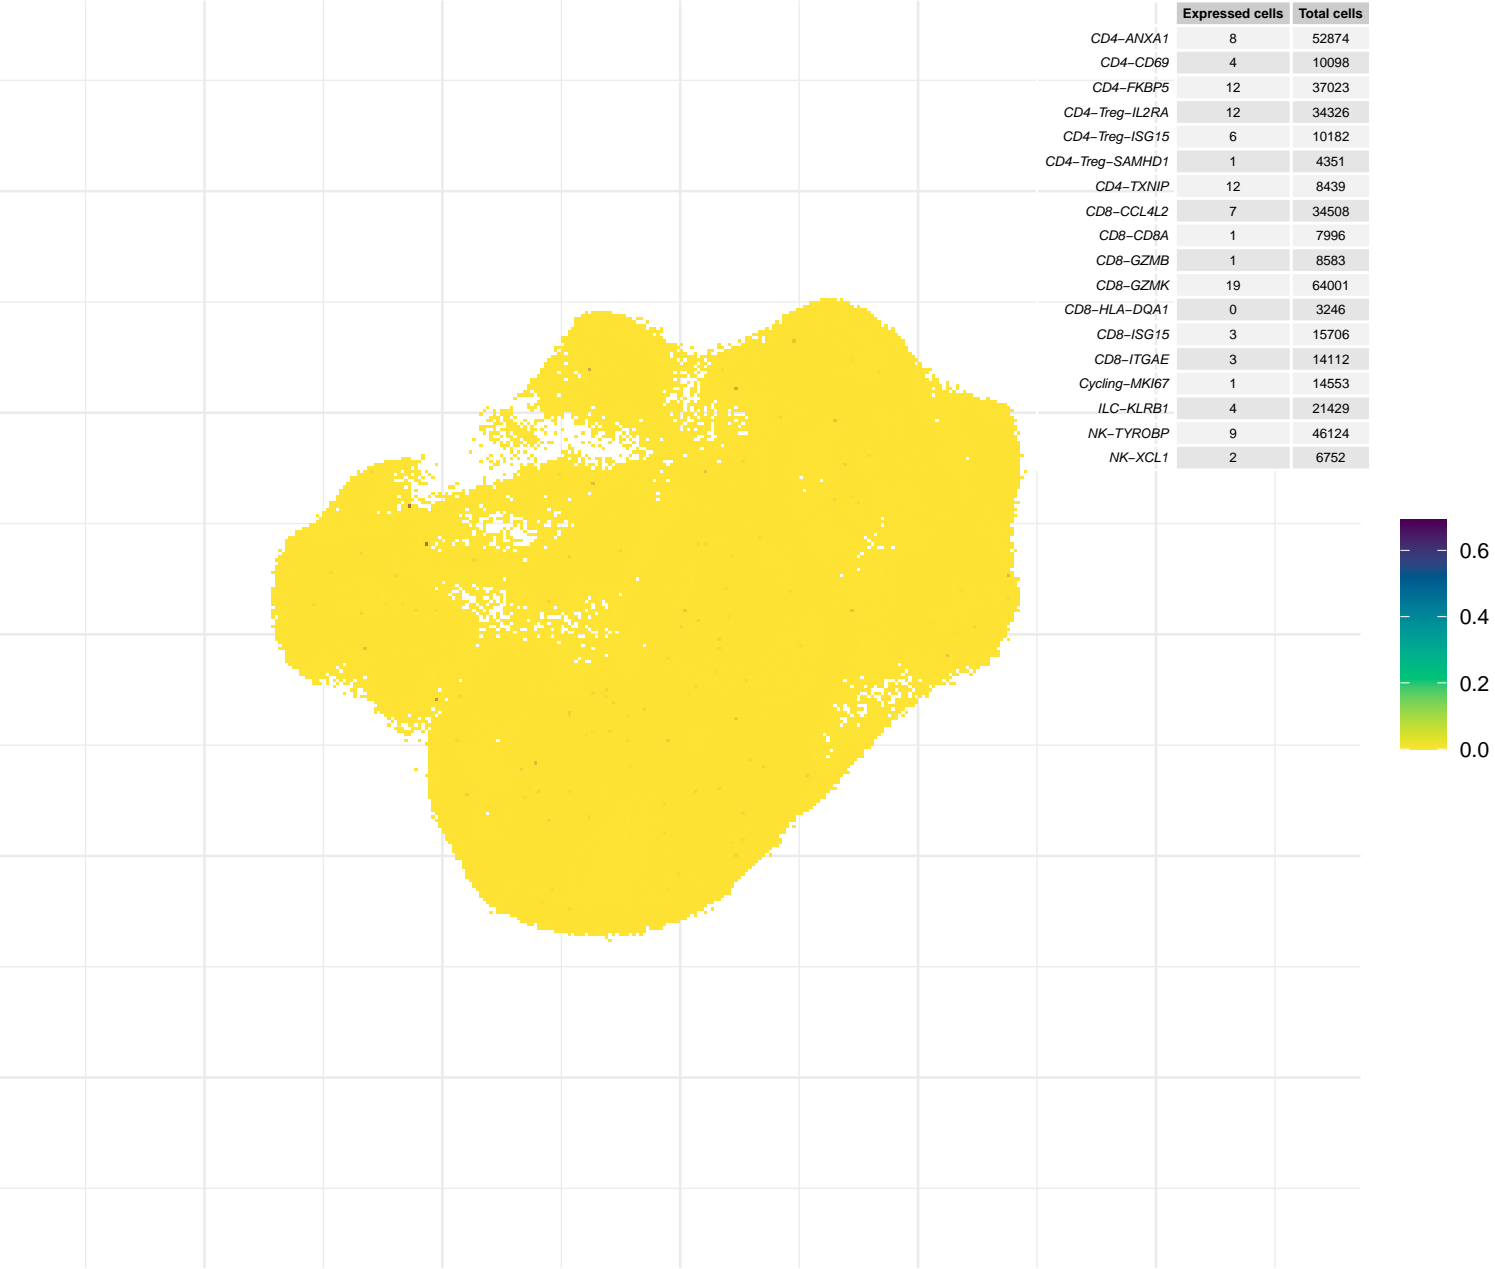 Expressed cells Total cells
CD4−ANXA1 8 52874
CD4−CD69 4 10098
CD4−FKBP5 12 37023
CD4−Treg−IL2RA 12 34326
CD4−Treg−ISG15 6 10182
CD4−Treg−SAMHD1 1 4351
CD4−TXNIP 12 8439
CD8−CCL4L2 7 34508
CD8−CD8A 1 7996
CD8−GZMB 1 8583
CD8−GZMK 19 64001
CD8−HLA−DQA1 0 3246
CD8−ISG15 3 15706
CD8−ITGAE 3 14112
Cycling−MKI67 1 14553
ILC−KLRB1 4 21429
NK−TYROBP 9 46124
NK−XCL1 2 6752
0.6
0.4
0.2
0.0